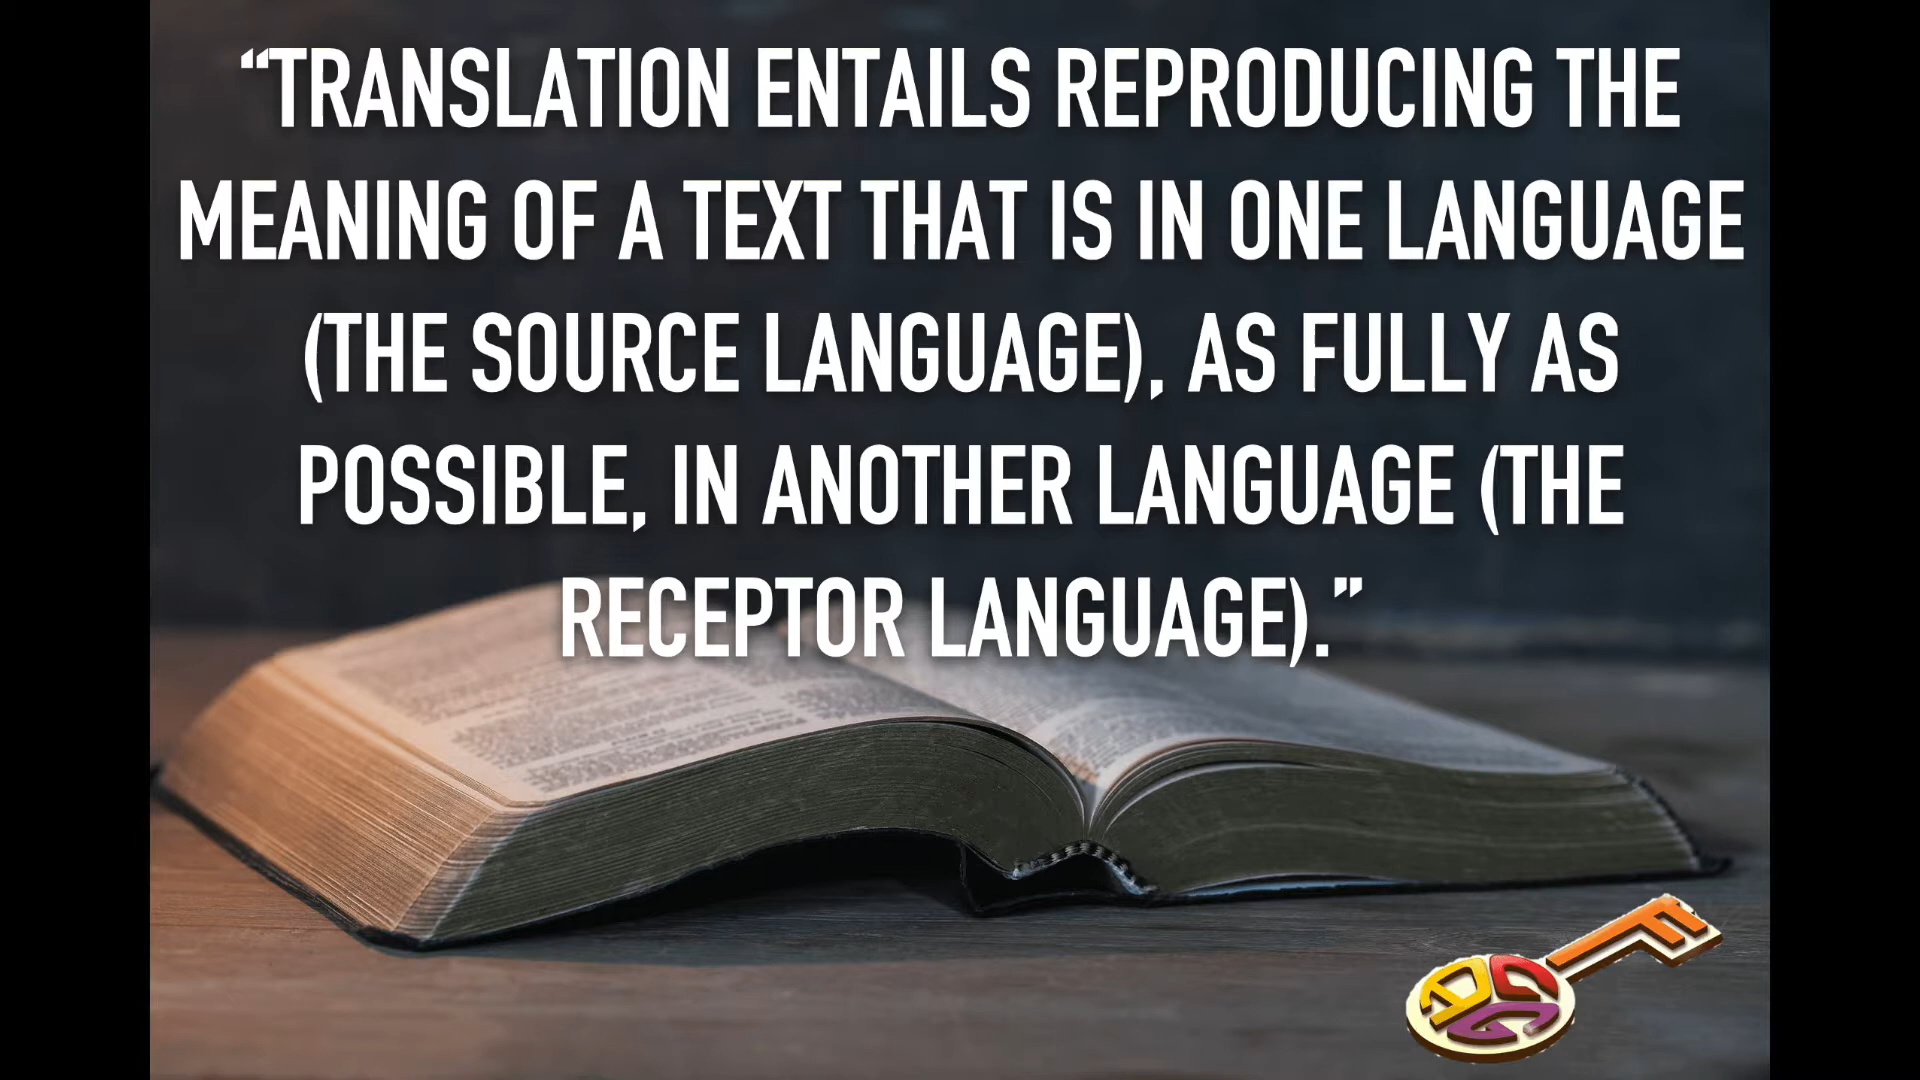 “TRANSLATION ENTAILS REPRODUCING THE
MEANING OF A TEXT THAT IS IN ONE LANGUAGE
(THE SOURCE LANGUAGE), AS FULLY AS
POSSIBLE, IN ANOTHER LANGUAGE (THE
RECEPTOR LANGUAGE).”